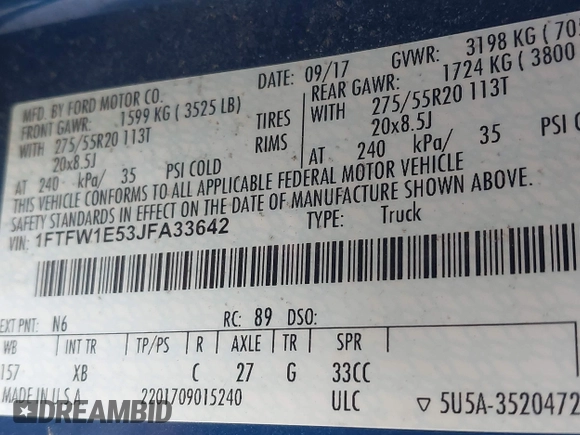 MFD. BY FORD MOTOR CO.
DATE: 09/17
GVWR: 3198 KG ( 705
FRONT GAWR: 1599 KG ( 3525 LB)
REAR GAWR: 1724 KG ( 3800
WITH 275/55R20 113T TIRES WITH 275/55R20 113T
20x8.5J RIMS 20x8.5J
AT 240 kPa/ 35 PSI COLD AT 240 kPa/ 35 PSI CO
THIS VEHICLE CONFORMS TO ALL APPLICABLE FEDERAL MOTOR VEHICLE
SAFETY STANDARDS IN EFFECT ON THE DATE OF MANUFACTURE SHOWN ABOVE.
VIN: 1FTFW1E53JFA33642
TYPE: Truck
EXT PNT: N6 RC: 89 DSO:
WB INT TR TP/PS R AXLE TR SPR
157 XB C 27 G 33CC
MADE IN U.S.A. 2201709015240 ULC ▽ 5U5A-3520472
© RideSafely.com